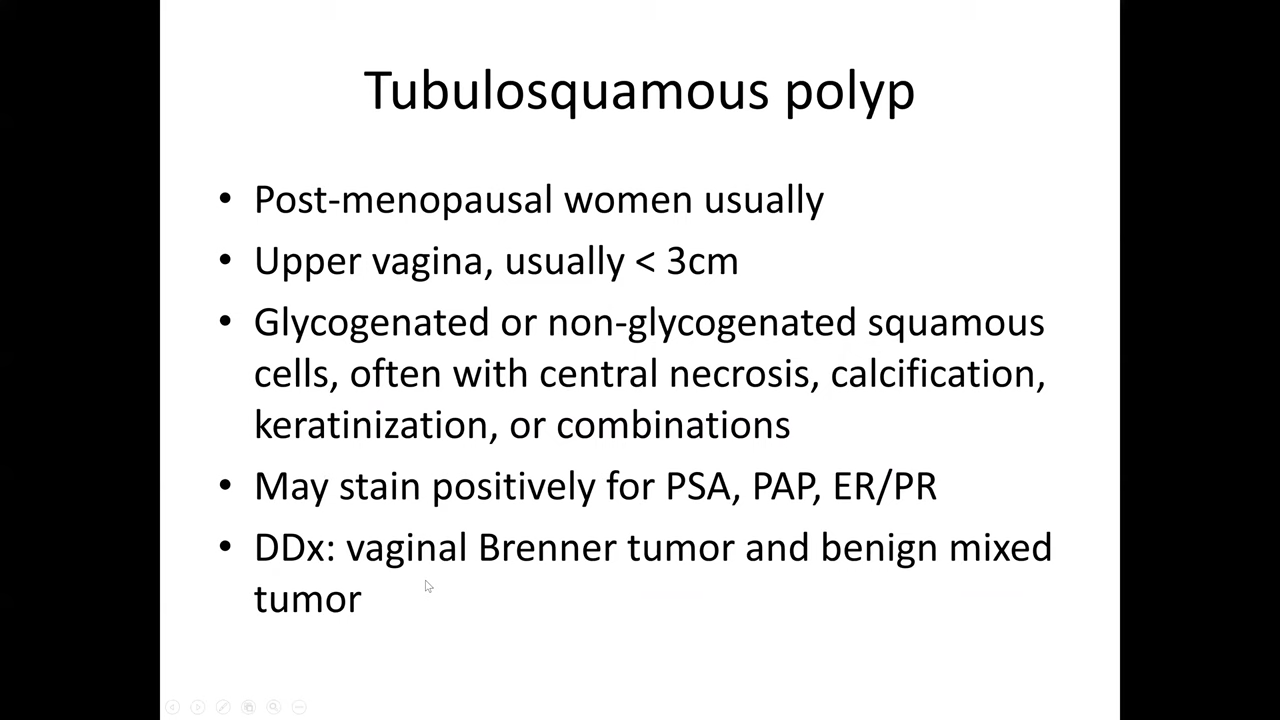 Tubulosquamous polyp
• Post-menopausal women usually
• Upper vagina, usually < 3cm
• Glycogenated or non-glycogenated squamous
cells, often with central necrosis, calcification,
keratinization, or combinations
• May stain positively for PSA, PAP, ER/PR
• DDx: vaginal Brenner tumor and benign mixed
tumor